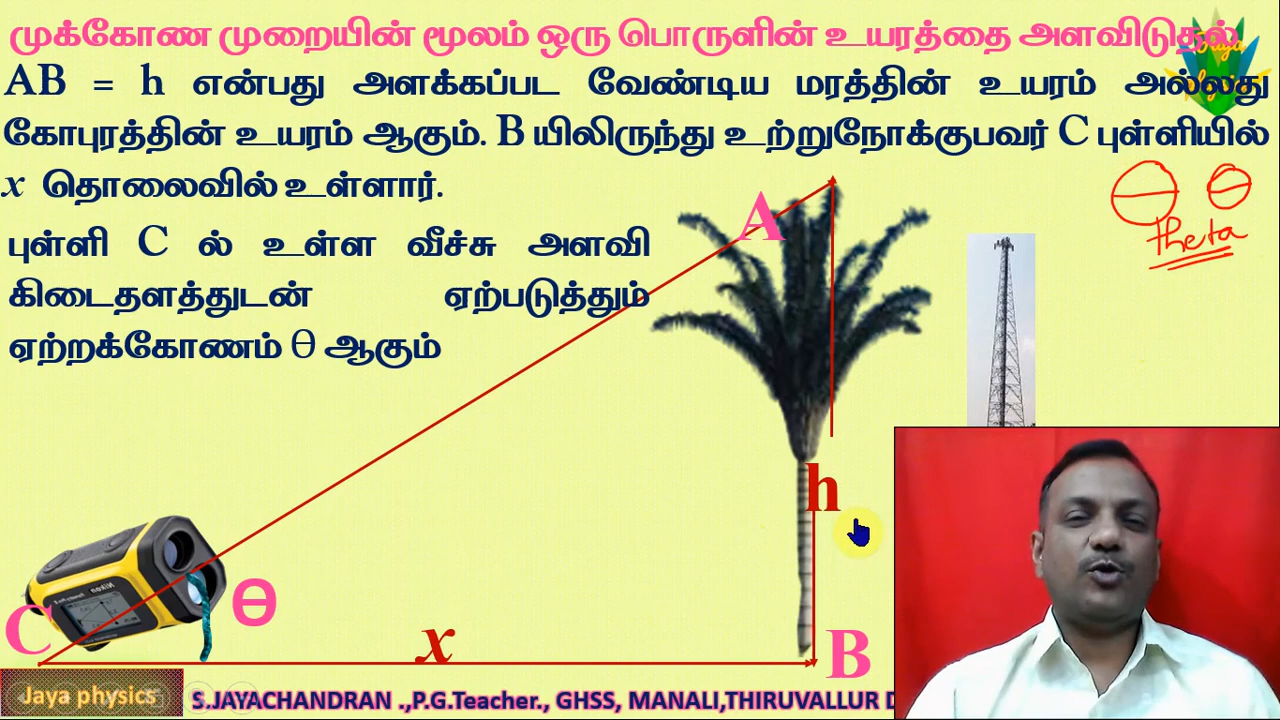 முக்கோண முறையின் மூலம் ஒரு பொருளின் உயரத்தை அளவிடுதல்
AB = h என்பது அளக்கப்பட வேண்டிய மரத்தின் உயரம் அல்லது
கோபுரத்தின் உயரம் ஆகும். B யிலிருந்து உற்றுநோக்குபவர் C புள்ளியில்
x தொலைவில் உள்ளார்.
புள்ளி C ல் உள்ள வீச்சு அளவி
கிடைதளத்துடன் ஏற்படுத்தும்
ஏற்றக்கோணம் θ ஆகும்
θ θ
theta
A
h
C
θ
x
B
Jaya physics
S.JAYACHANDRAN .,P.G.Teacher., GHSS, MANALI,THIRUVALLUR D